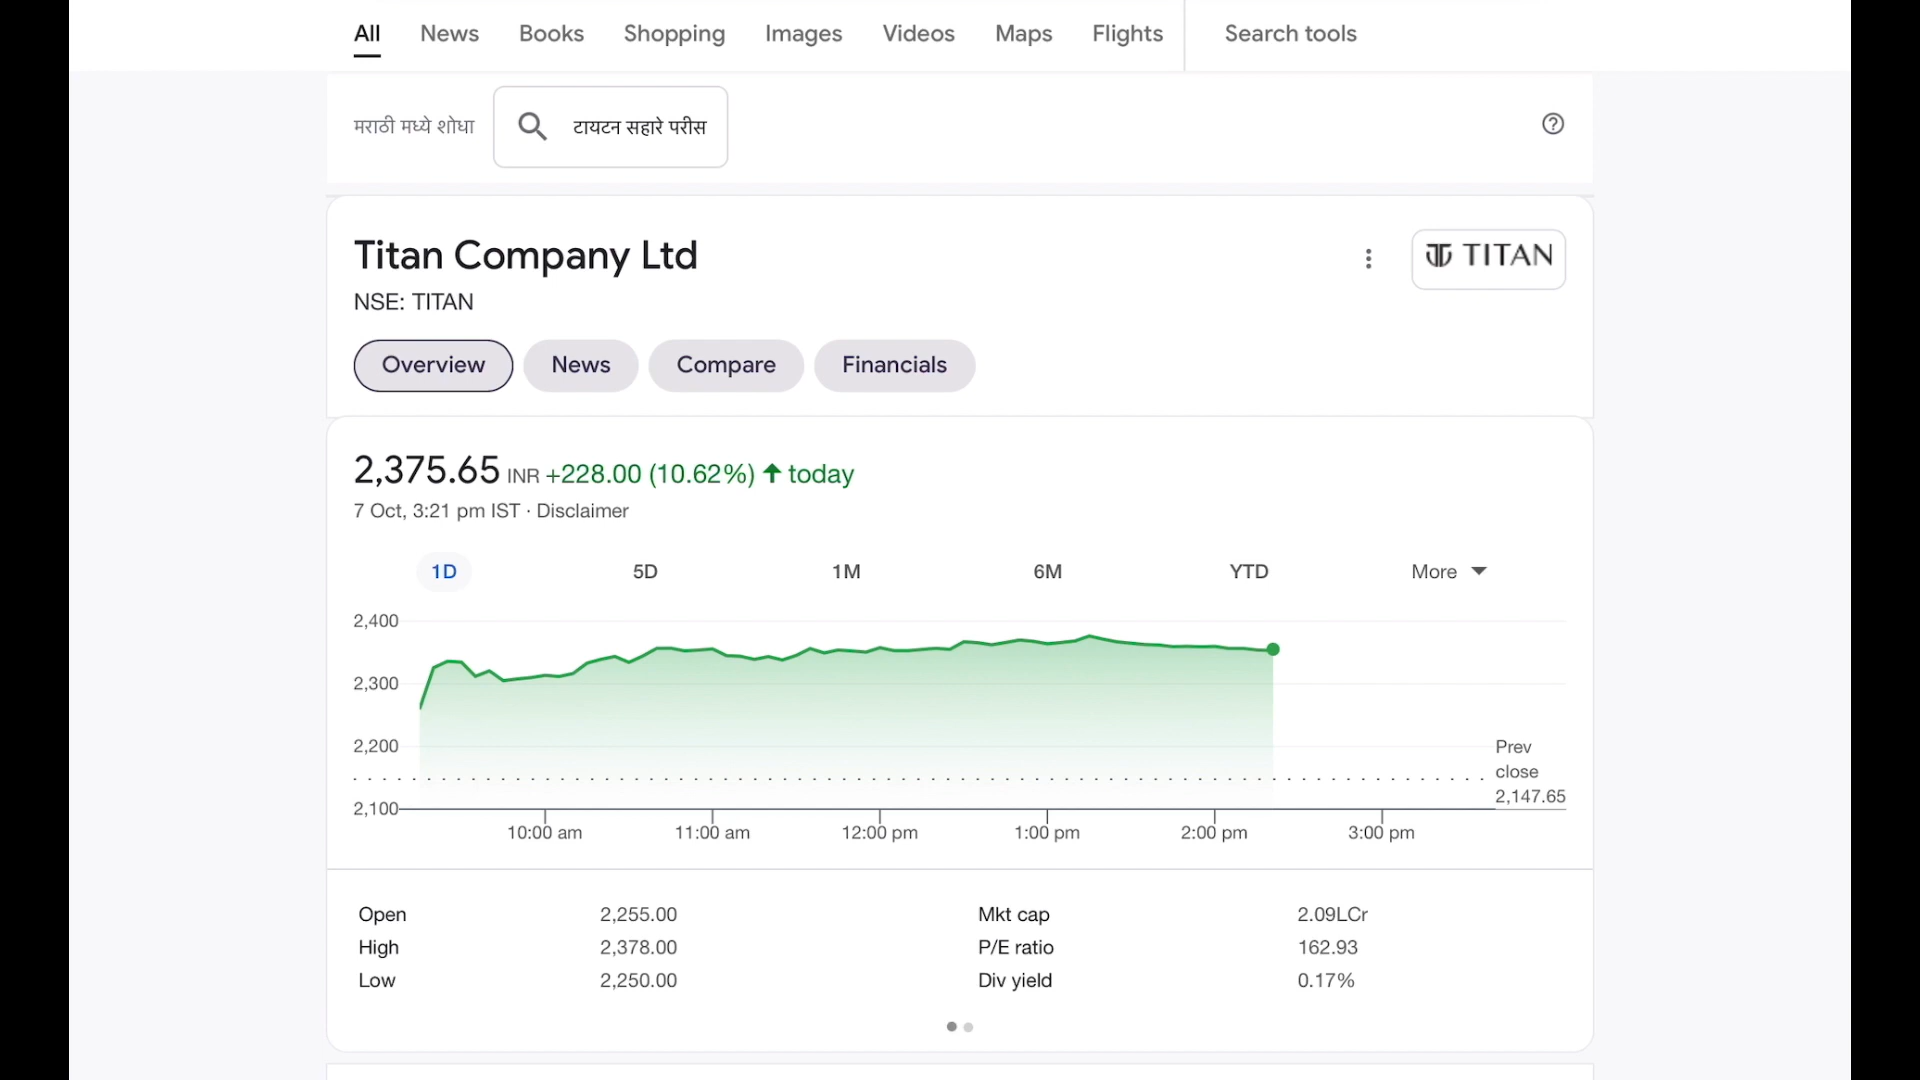 All News Books Shopping Images Videos Maps Flights Search tools
मराठी मध्ये शोधा टायटन सहारे परीस
Titan Company Ltd
TITAN
NSE: TITAN
Overview News Compare Financials
2,375.65 INR +228.00 (10.62%) ↑ today
7 Oct, 3:21 pm IST · Disclaimer
1D 5D 1M 6M YTD More
2,400
2,300
2,200
2,100
Prev
close
2,147.65
10:00 am 11:00 am 12:00 pm 1:00 pm 2:00 pm 3:00 pm
Open 2,255.00 Mkt cap 2.09LCr
High 2,378.00 P/E ratio 162.93
Low 2,250.00 Div yield 0.17%